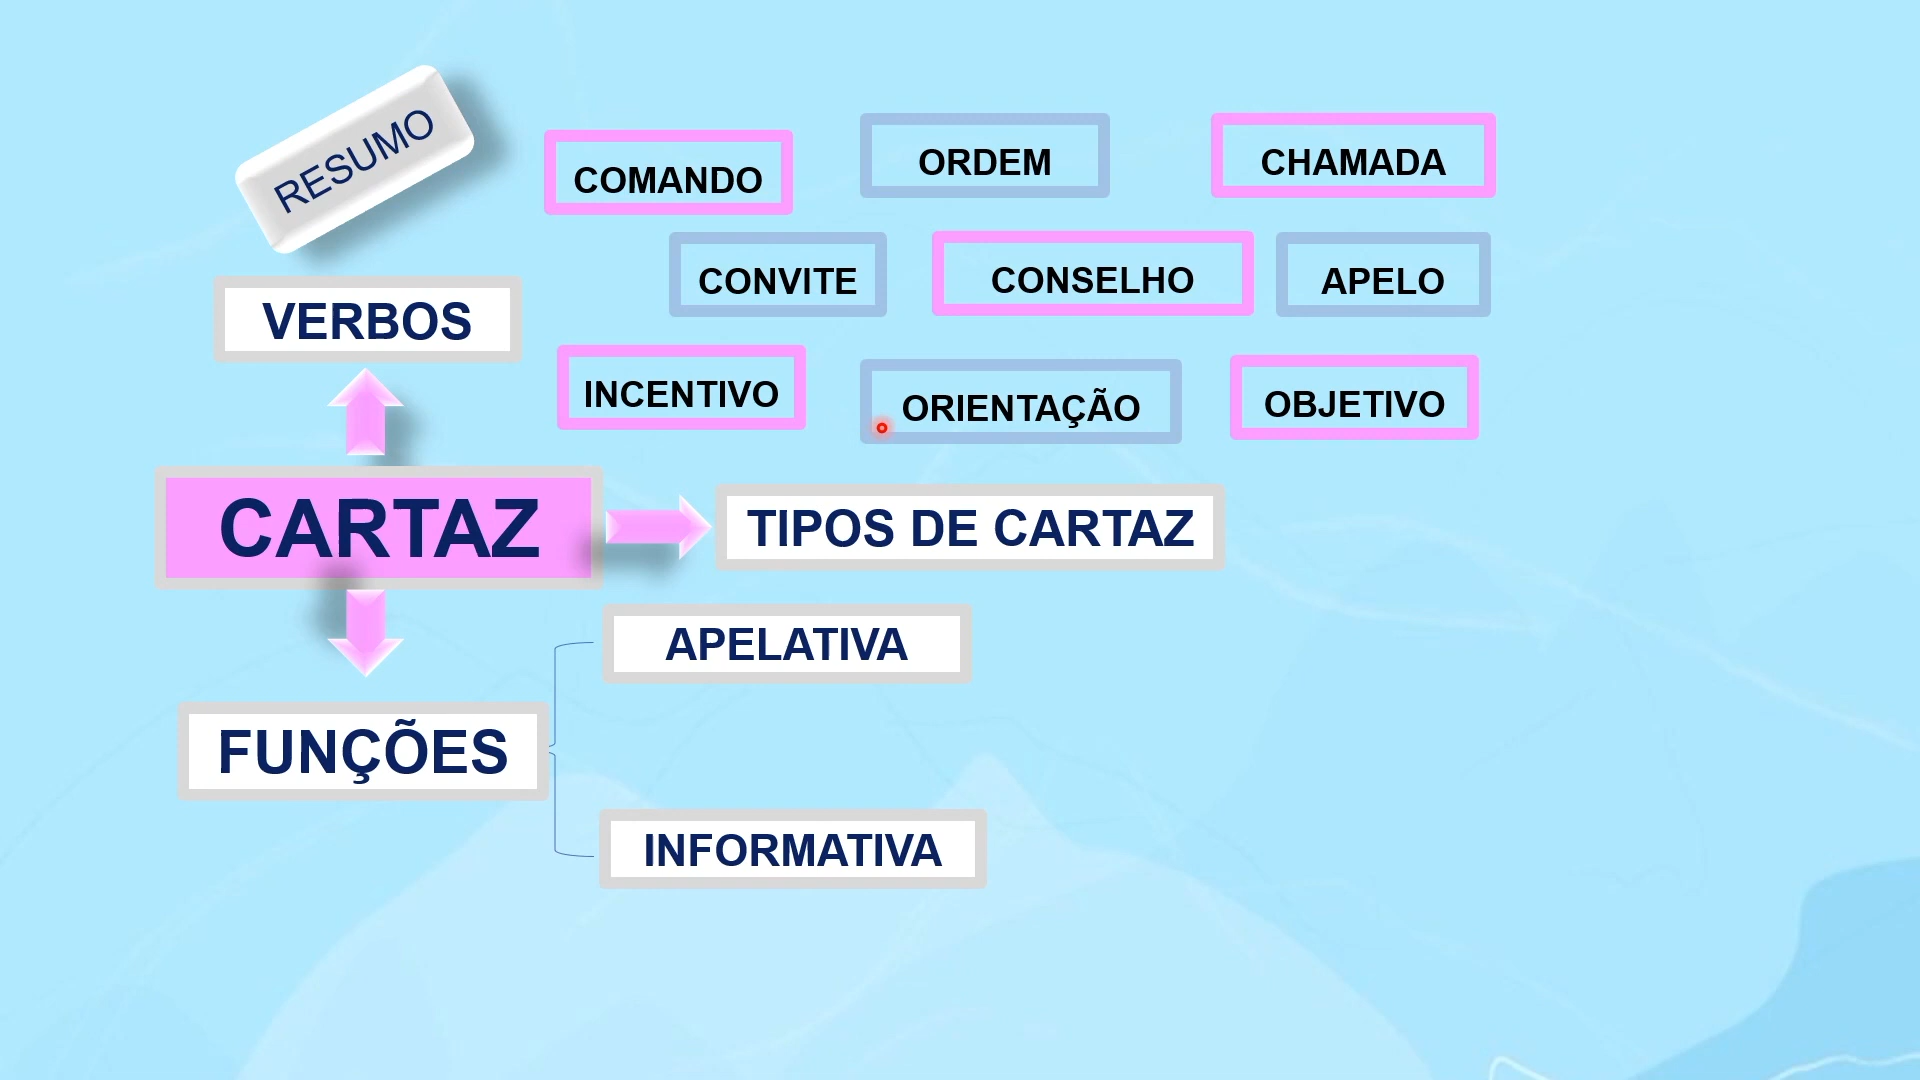 RESUMO
COMANDO
ORDEM
CHAMADA
CONVITE
CONSELHO
APELO
VERBOS
INCENTIVO
ORIENTAÇÃO
OBJETIVO
CARTAZ
TIPOS DE CARTAZ
APELATIVA
FUNÇÕES
INFORMATIVA